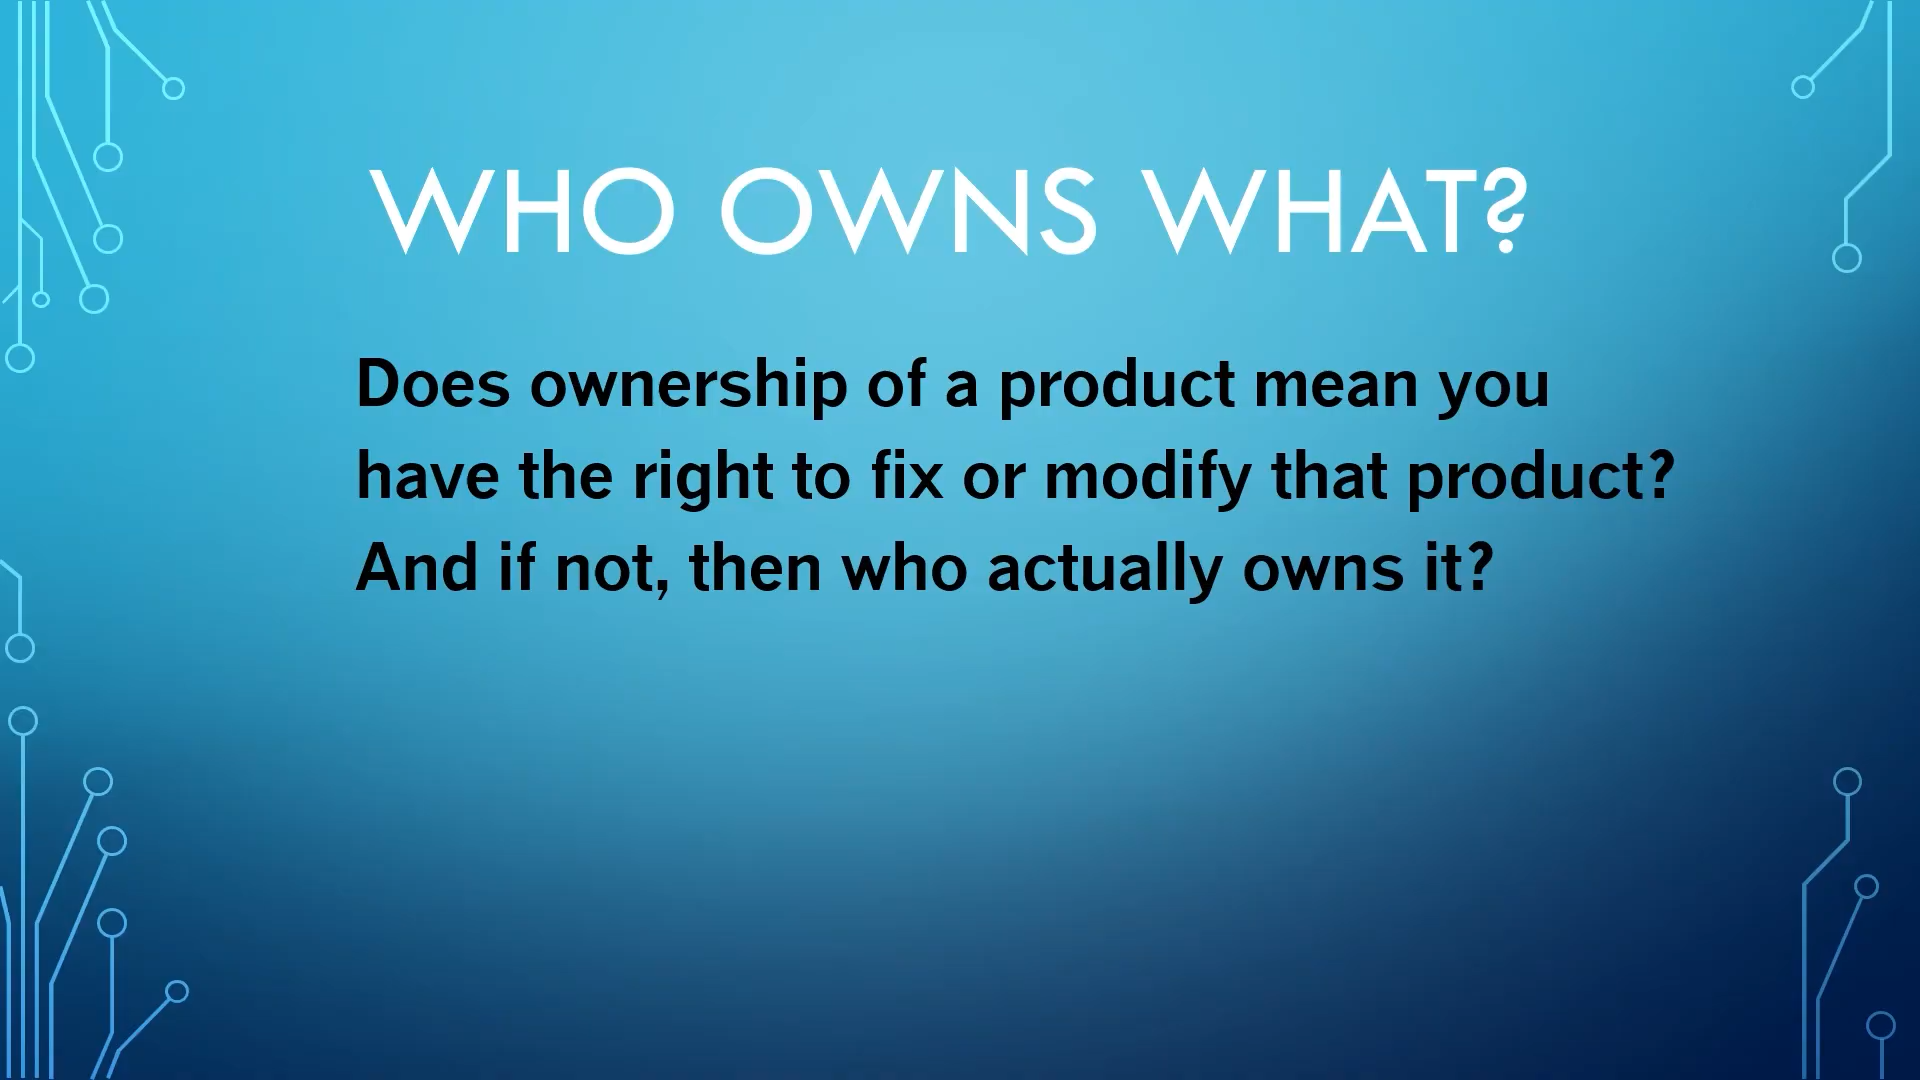 WHO OWNS WHAT?
Does ownership of a product mean you
have the right to fix or modify that product?
And if not, then who actually owns it?